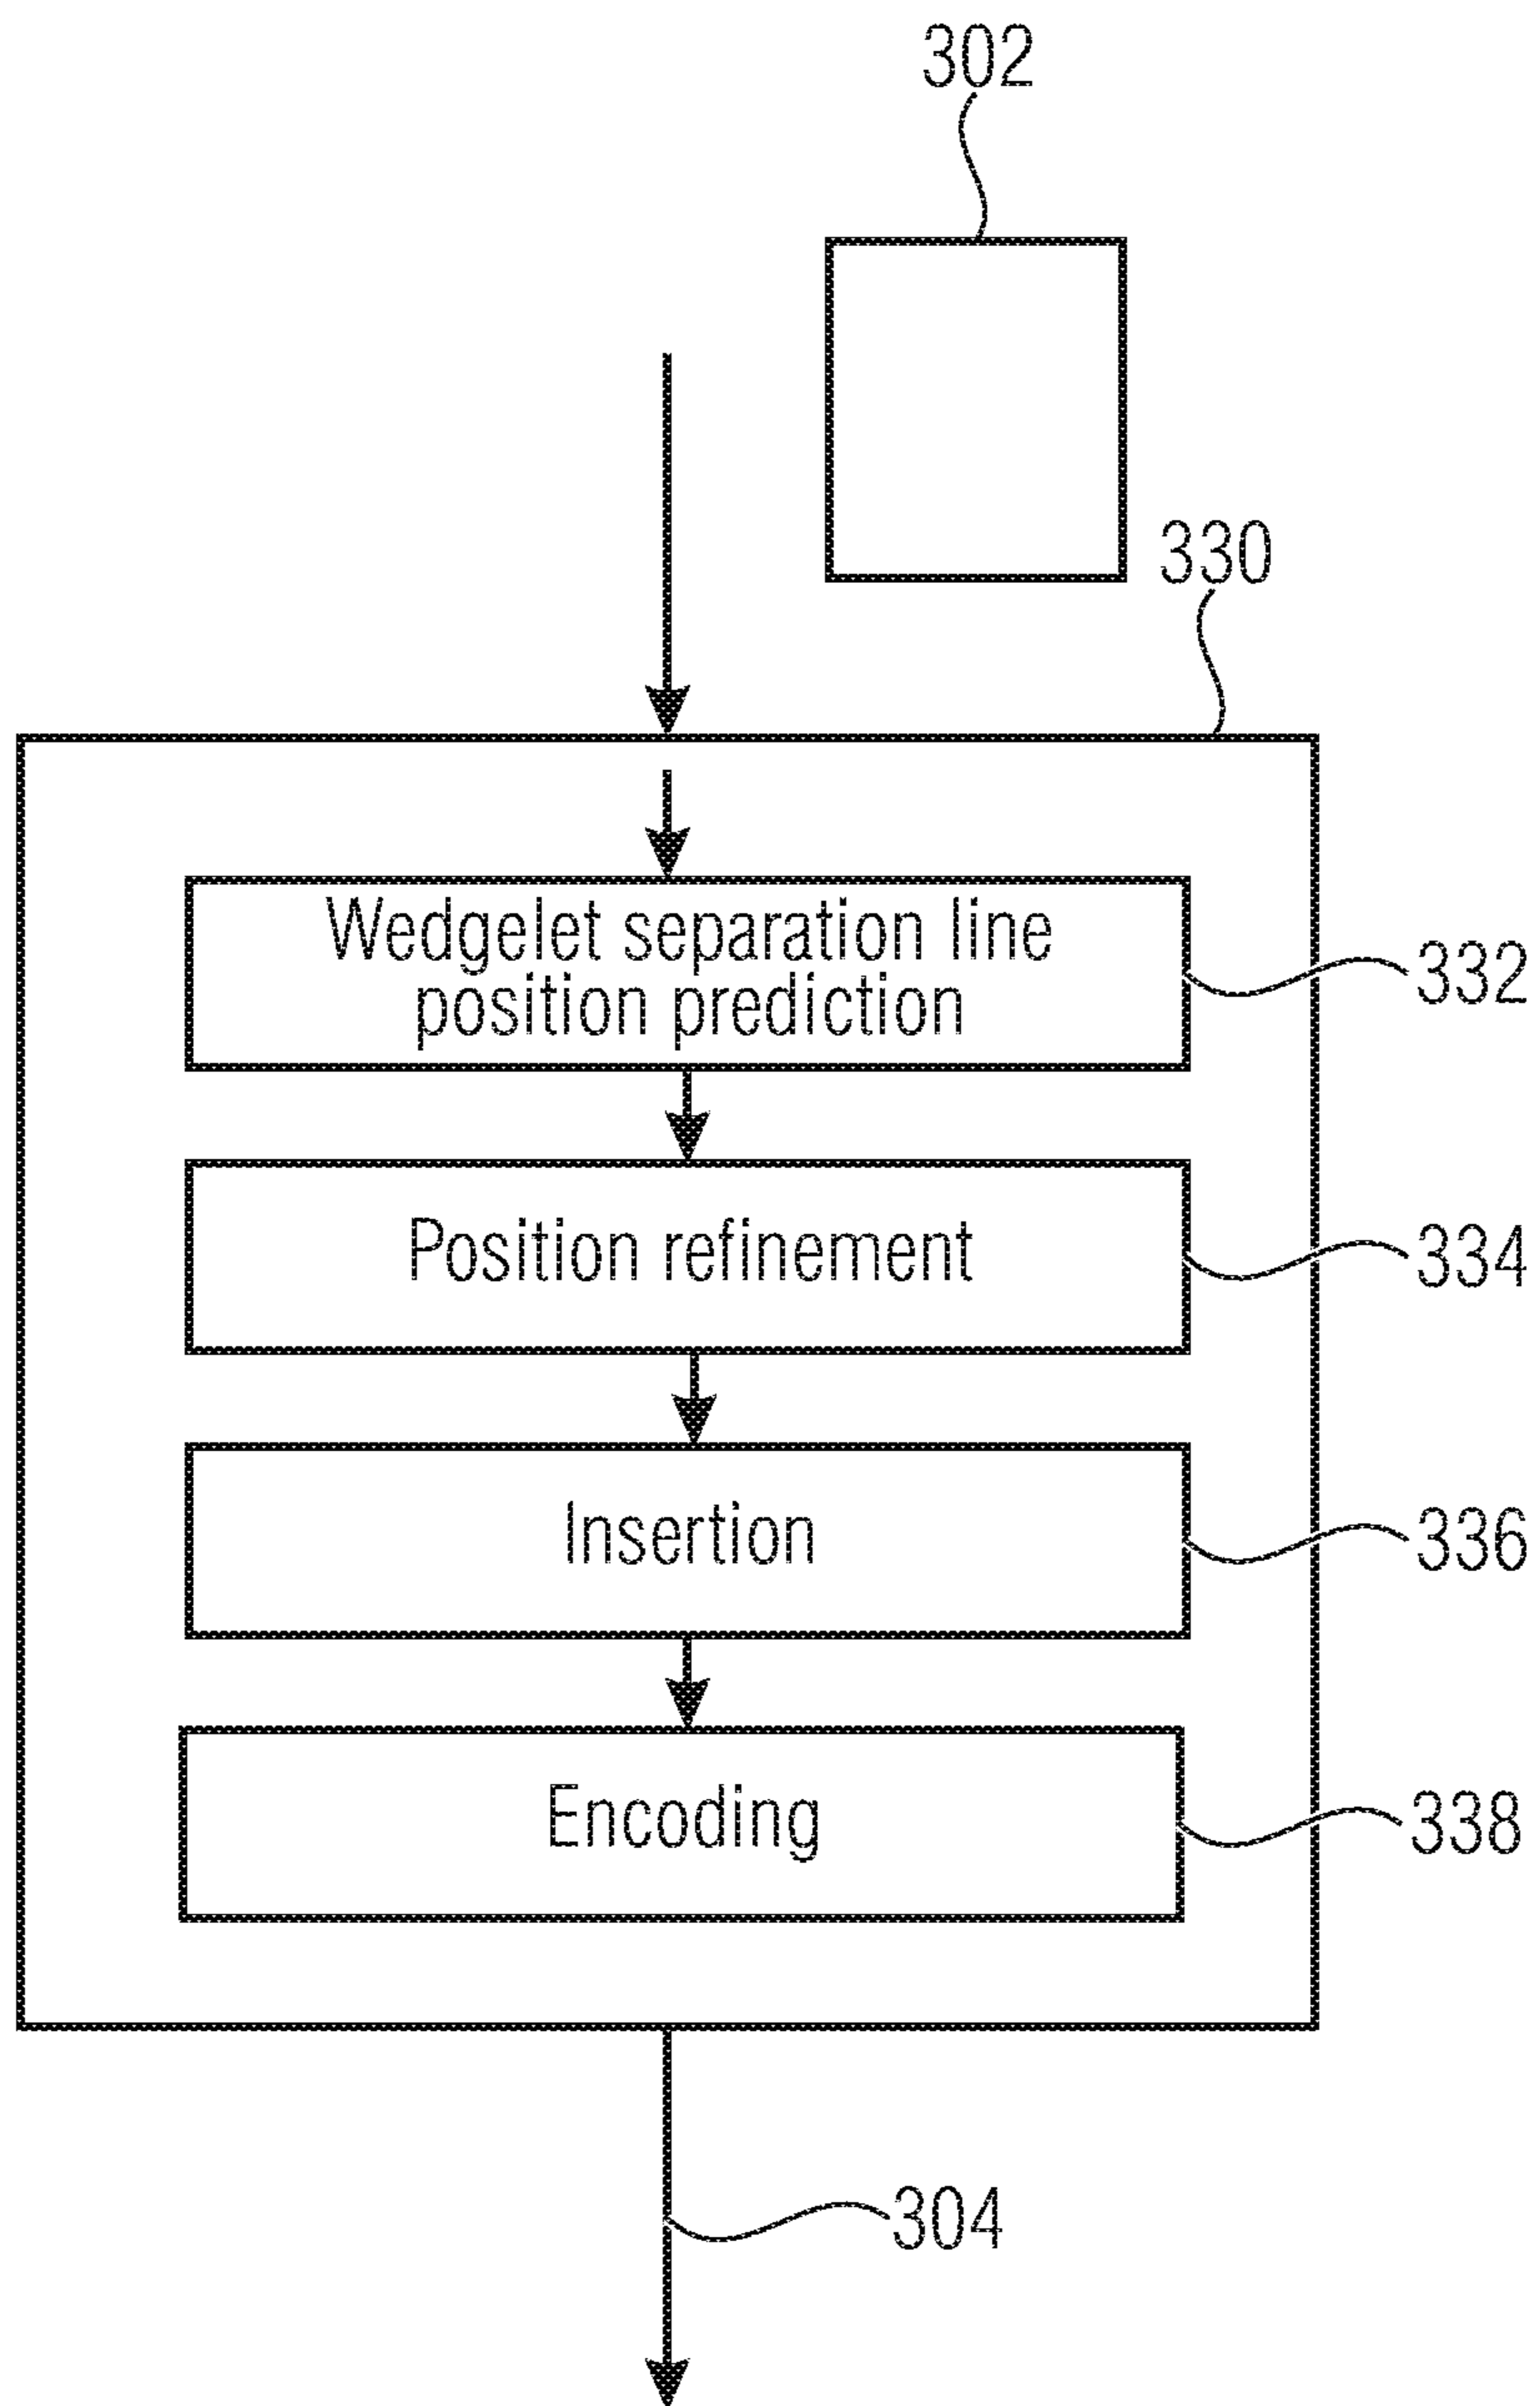 302
330
Wedgelet separation line
position prediction
332
Position refinement
334
Insertion
336
Encoding
338
304